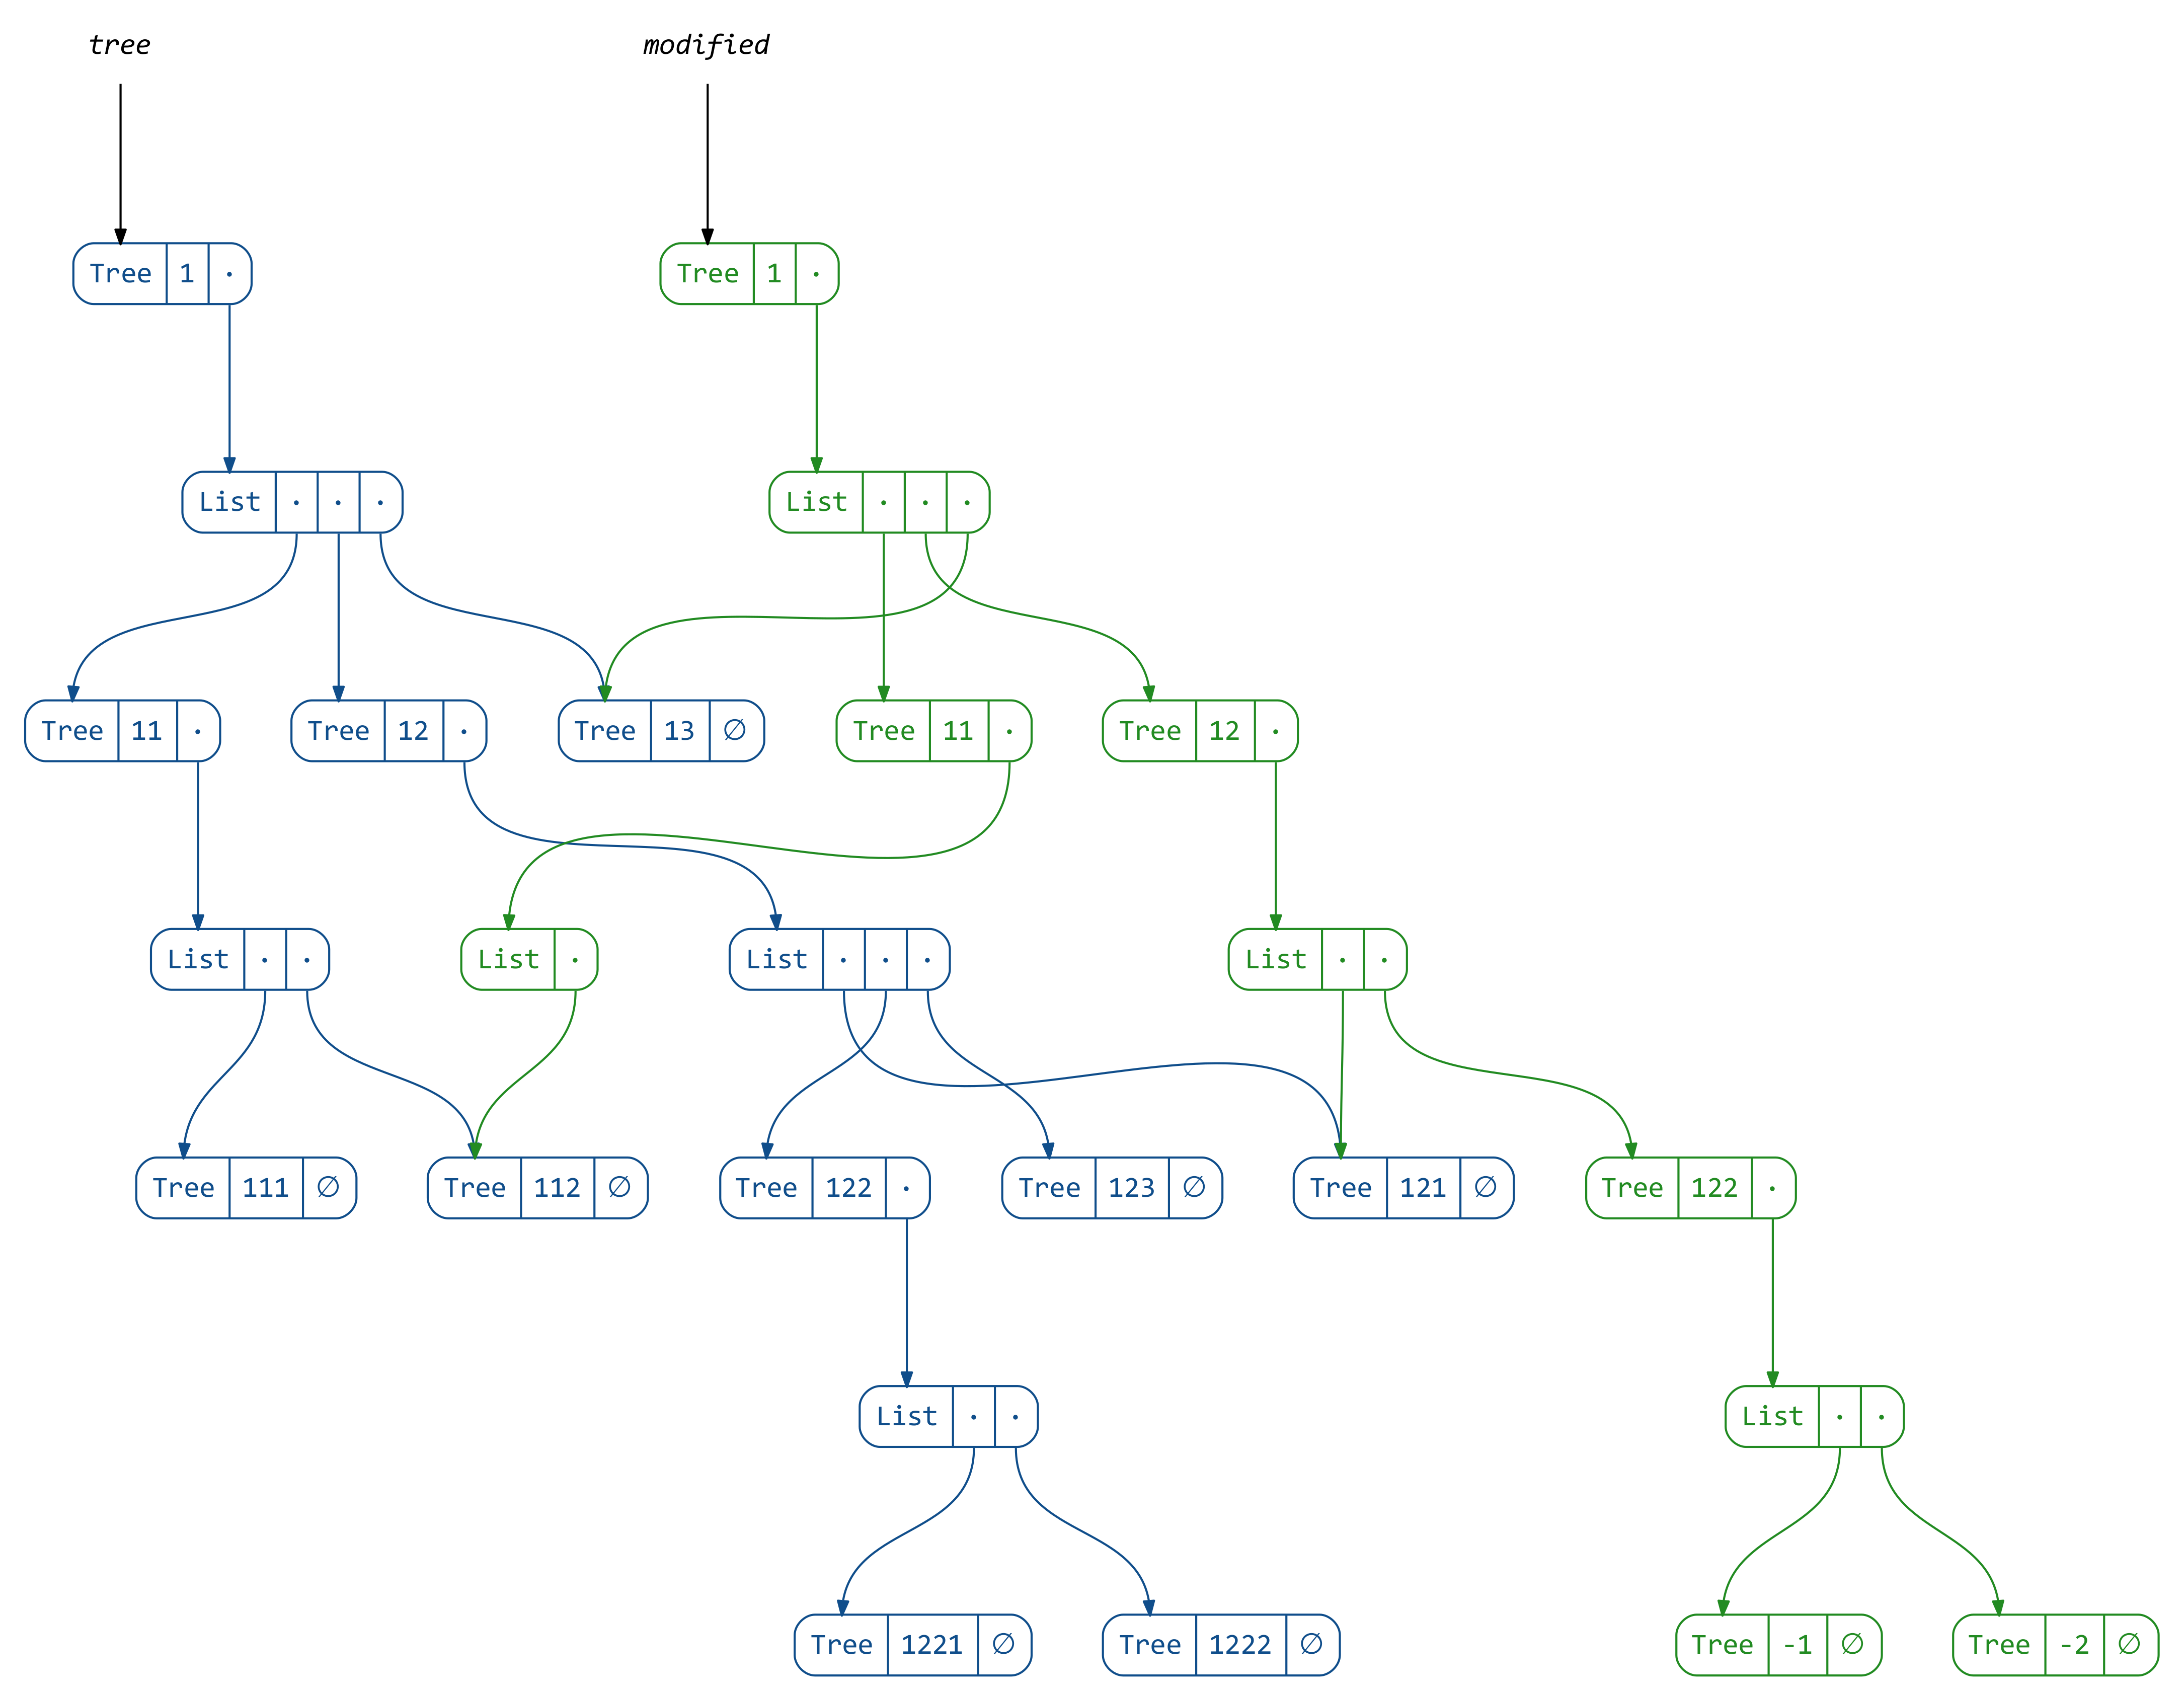 tree modified
Tree 1 · Tree 1 ·
List · · · List · · ·
Tree 11 · Tree 12 · Tree 13 ∅ Tree 11 · Tree 12 ·
List · · List · List · · · List · ·
Tree 111 ∅ Tree 112 ∅ Tree 122 · Tree 123 ∅ Tree 121 ∅ Tree 122 ·
List · · List · ·
Tree 1221 ∅ Tree 1222 ∅ Tree -1 ∅ Tree -2 ∅